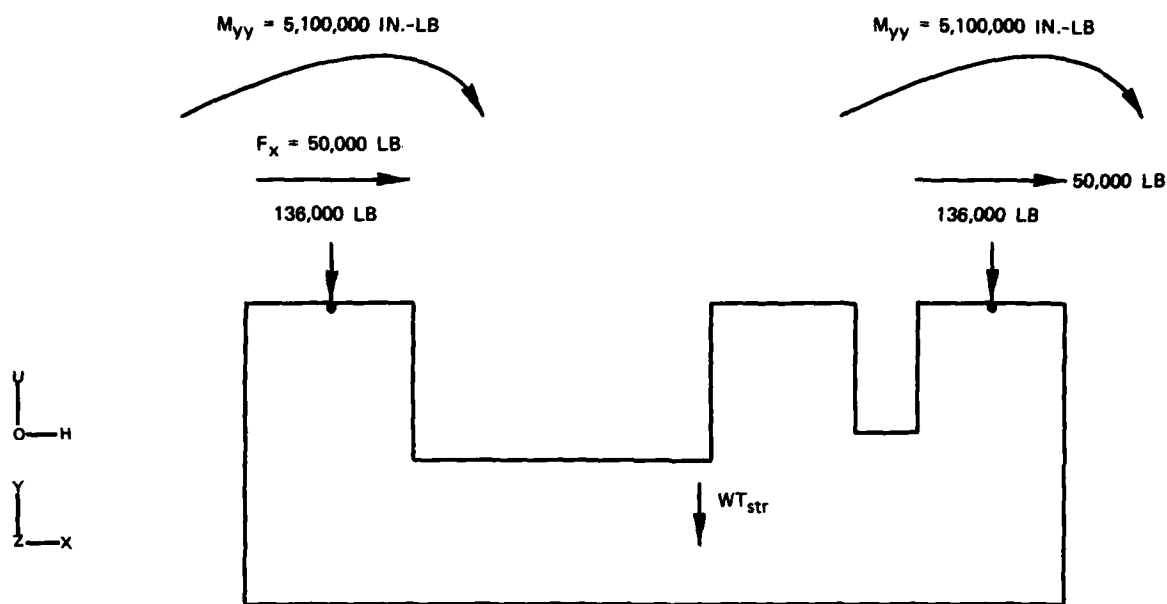 M_yy = 5,100,000 IN.-LB
M_yy = 5,100,000 IN.-LB
F_x = 50,000 LB
50,000 LB
136,000 LB
136,000 LB
U
O H
WT_str
Y
Z X